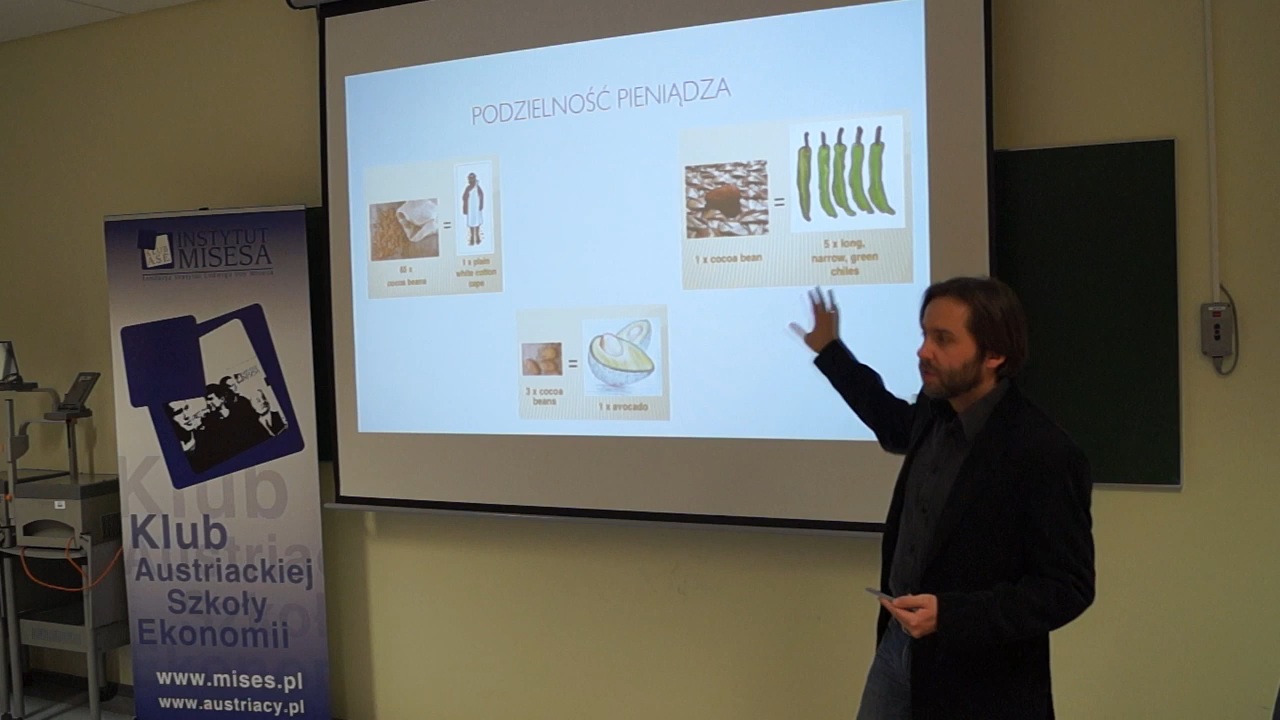 PODZIELNOŚĆ PIENIĄDZA
cocoa beans
1 x plain
white cotton
cape
1 x cocoa bean
5 x long,
narrow, green
chiles
3 x cocoa
beans
1 x avocado
INSTYTUT
MISESA
Klub
Austriackiej
Szkoły
Ekonomii
www.mises.pl
www.austriacy.pl